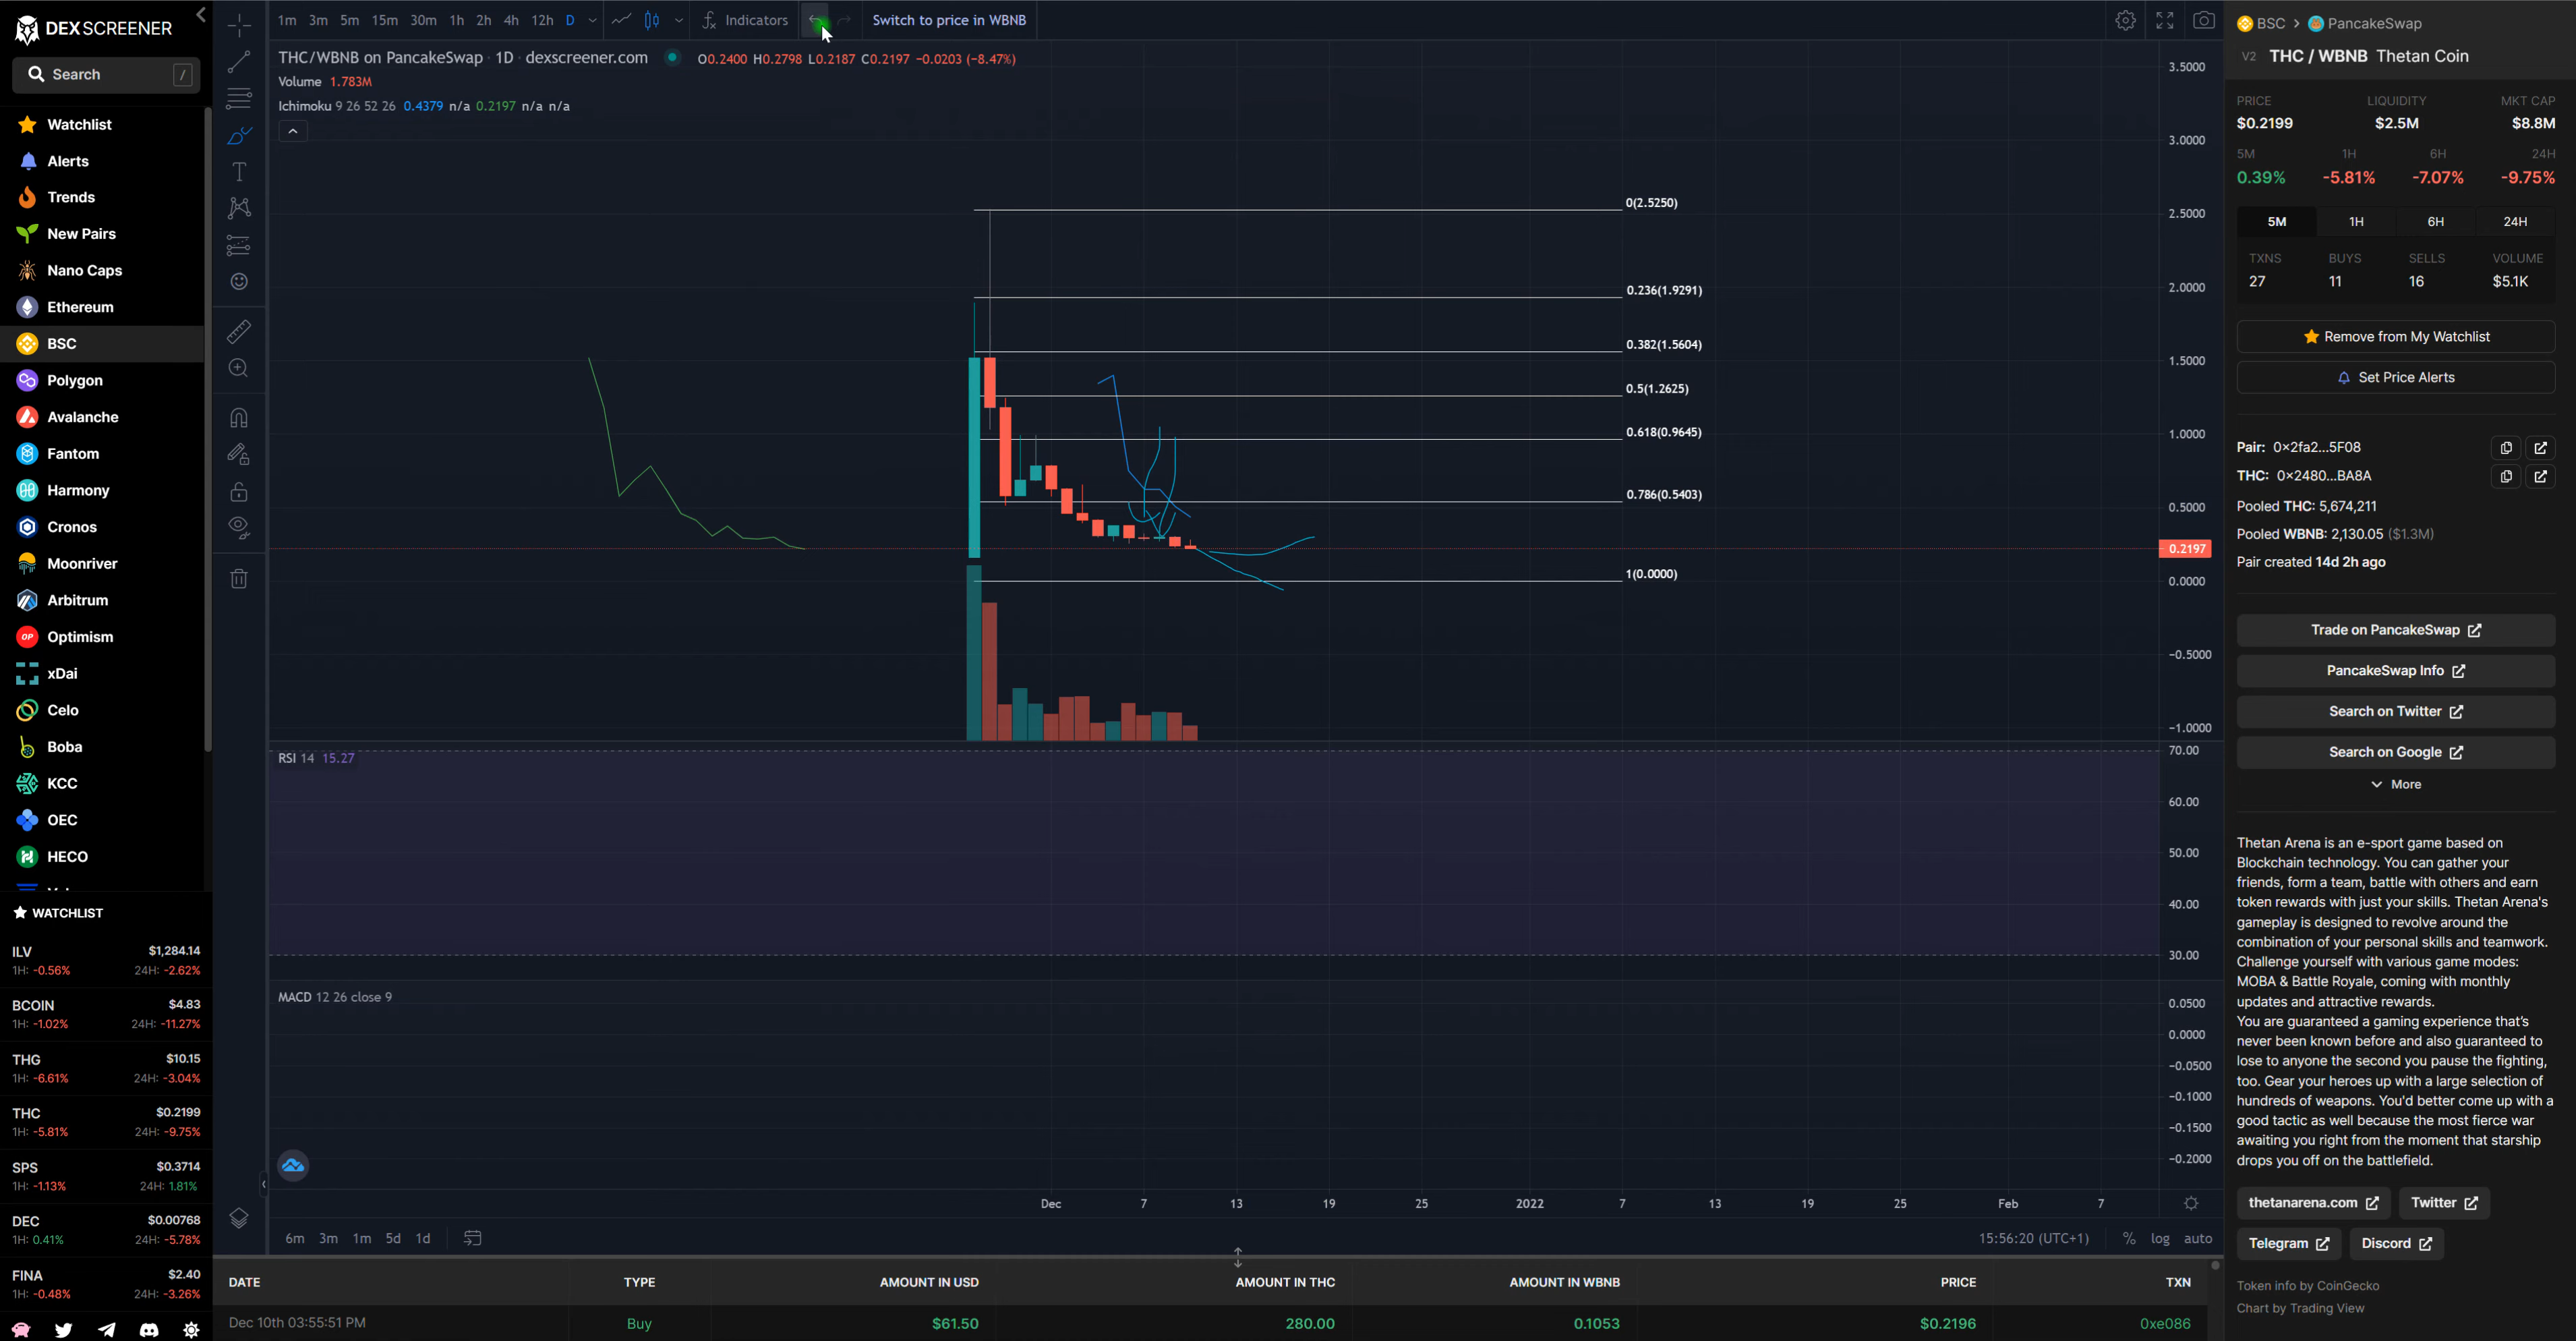 DEX SCREENER
Search /
Watchlist
Alerts
Trends
New Pairs
Nano Caps
Ethereum
BSC
Polygon
Avalanche
Fantom
Harmony
Cronos
Moonriver
Arbitrum
OP Optimism
xDai
Celo
Boba
KCC
OEC
HECO
WATCHLIST
ILV $1,284.14
1H: -0.56% 24H: -2.62%
BCOIN $4.83
1H: -1.02% 24H: -11.27%
THG $10.15
1H: -6.61% 24H: -3.04%
THC $0.2199
1H: -5.81% 24H: -9.75%
SPS $0.3714
1H: -1.13% 24H: 1.81%
DEC $0.00768
1H: 0.41% 24H: -5.78%
FINA $2.40
1H: -0.48% 24H: -3.26%
1m 3m 5m 15m 30m 1h 2h 4h 12h D Indicators Switch to price in WBNB
THC/WBNB on PancakeSwap · 1D · dexscreener.com O0.2400 H0.2798 L0.2187 C0.2197 -0.0203 (-8.47%)
Volume 1.783M
Ichimoku 9 26 52 26 0.4379 n/a 0.2197 n/a n/a
0(2.5250)
0.236(1.9291)
0.382(1.5604)
0.5(1.2625)
0.618(0.9645)
0.786(0.5403)
1(0.0000)
3.5000
3.0000
2.5000
2.0000
1.5000
1.0000
0.5000
0.2197
0.0000
-0.5000
-1.0000
RSI 14 15.27
70.00
60.00
50.00
40.00
30.00
MACD 12 26 close 9
0.0500
0.0000
-0.0500
-0.1000
-0.1500
-0.2000
Dec 7 13 19 25 2022 7 13 19 25 Feb 7
6m 3m 1m 5d 1d 15:56:20 (UTC+1) % log auto
DATE TYPE AMOUNT IN USD AMOUNT IN THC AMOUNT IN WBNB PRICE TXN
Dec 10th 03:55:51 PM Buy $61.50 280.00 0.1053 $0.2196 0xe086
BSC > PancakeSwap
V2 THC / WBNB Thetan Coin
PRICE LIQUIDITY MKT CAP
$0.2199 $2.5M $8.8M
5M 1H 6H 24H
0.39% -5.81% -7.07% -9.75%
5M 1H 6H 24H
TXNS BUYS SELLS VOLUME
27 11 16 $5.1K
Remove from My Watchlist
Set Price Alerts
Pair: 0×2fa2...5F08
THC: 0×2480...BA8A
Pooled THC: 5,674,211
Pooled WBNB: 2,130.05 ($1.3M)
Pair created 14d 2h ago
Trade on PancakeSwap
PancakeSwap Info
Search on Twitter
Search on Google
More
Thetan Arena is an e-sport game based on
Blockchain technology. You can gather your
friends, form a team, battle with others and earn
token rewards with just your skills. Thetan Arena's
gameplay is designed to revolve around the
combination of your personal skills and teamwork.
Challenge yourself with various game modes:
MOBA & Battle Royale, coming with monthly
updates and attractive rewards.
You are guaranteed a gaming experience that's
never been known before and also guaranteed to
lose to anyone the second you pause the fighting,
too. Gear your heroes up with a large selection of
hundreds of weapons. You'd better come up with a
good tactic as well because the most fierce war
awaiting you right from the moment that starship
drops you off on the battlefield.
thetanarena.com Twitter
Telegram Discord
Token info by CoinGecko
Chart by Trading View